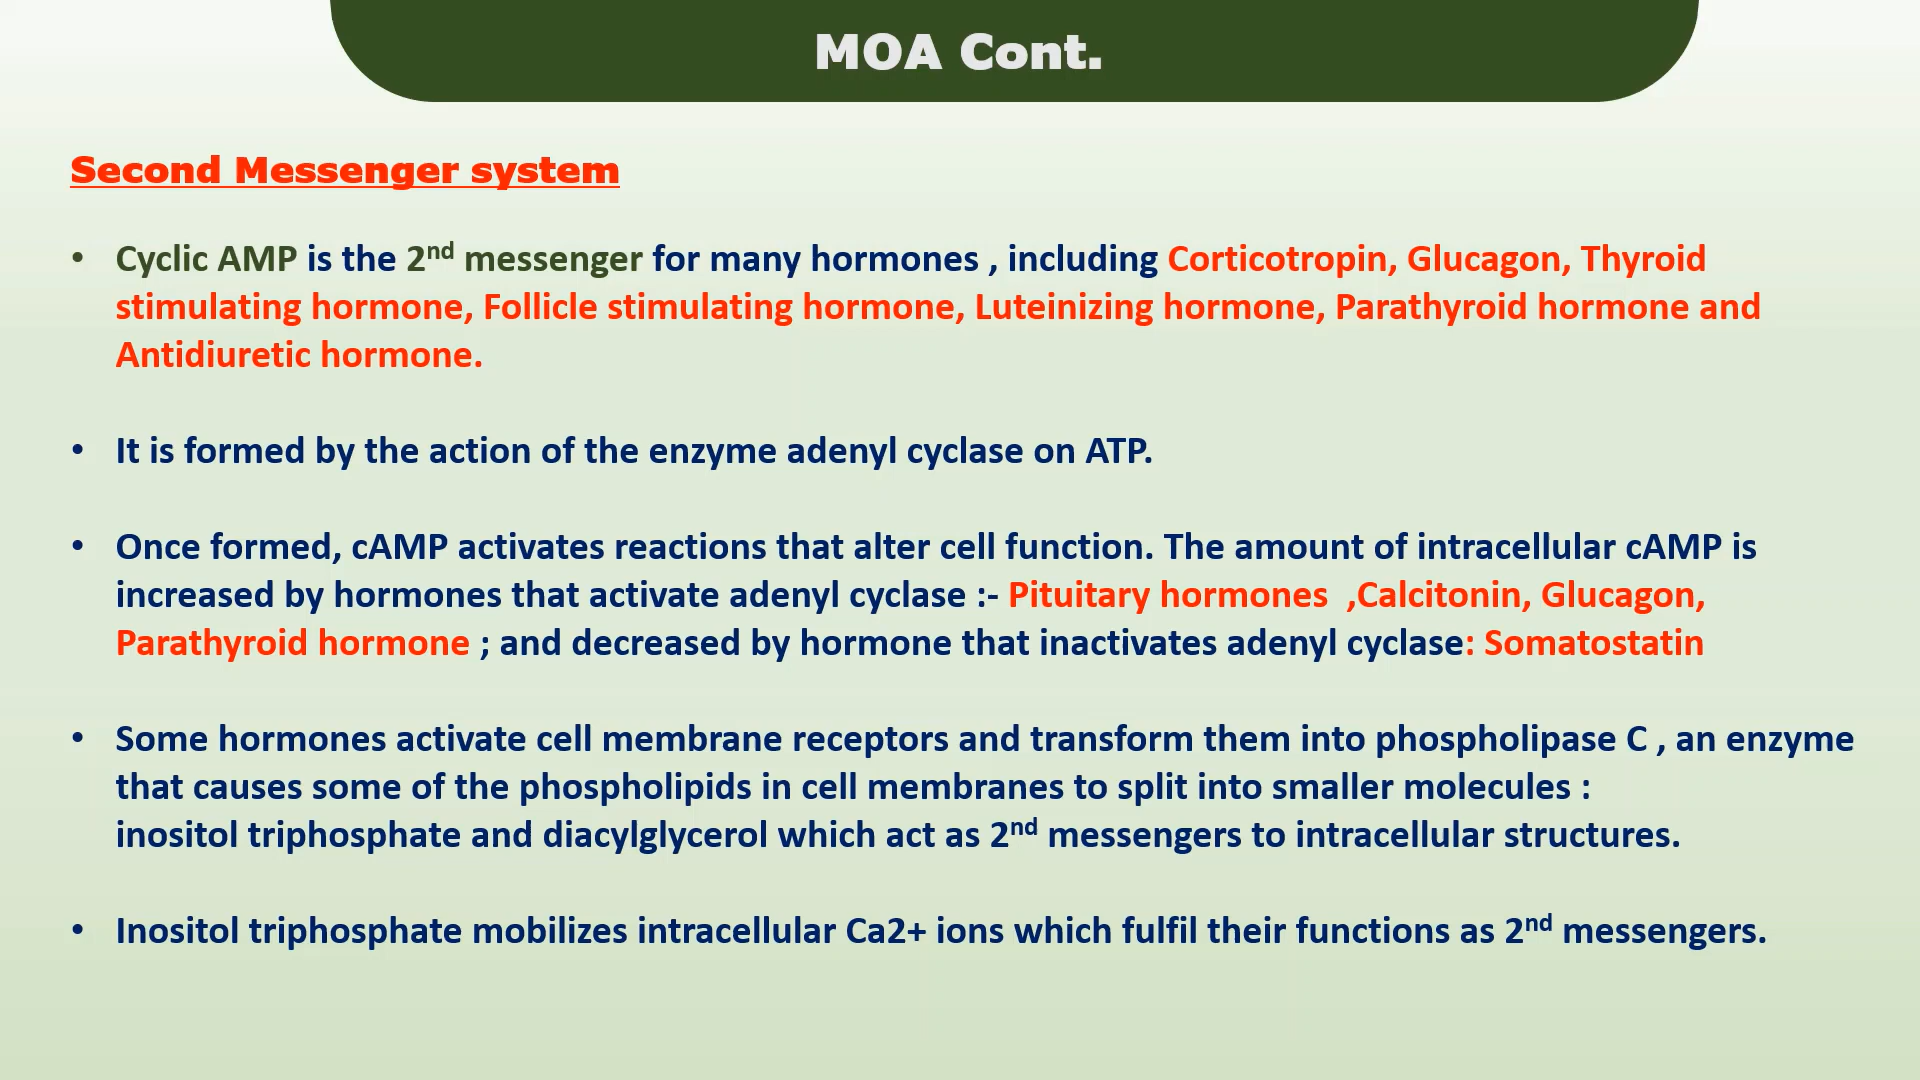 MOA Cont.
Second Messenger system
• Cyclic AMP is the 2nd messenger for many hormones , including Corticotropin, Glucagon, Thyroid
stimulating hormone, Follicle stimulating hormone, Luteinizing hormone, Parathyroid hormone and
Antidiuretic hormone.
• It is formed by the action of the enzyme adenyl cyclase on ATP.
• Once formed, cAMP activates reactions that alter cell function. The amount of intracellular cAMP is
increased by hormones that activate adenyl cyclase :- Pituitary hormones ,Calcitonin, Glucagon,
Parathyroid hormone ; and decreased by hormone that inactivates adenyl cyclase: Somatostatin
• Some hormones activate cell membrane receptors and transform them into phospholipase C , an enzyme
that causes some of the phospholipids in cell membranes to split into smaller molecules :
inositol triphosphate and diacylglycerol which act as 2nd messengers to intracellular structures.
• Inositol triphosphate mobilizes intracellular Ca2+ ions which fulfil their functions as 2nd messengers.